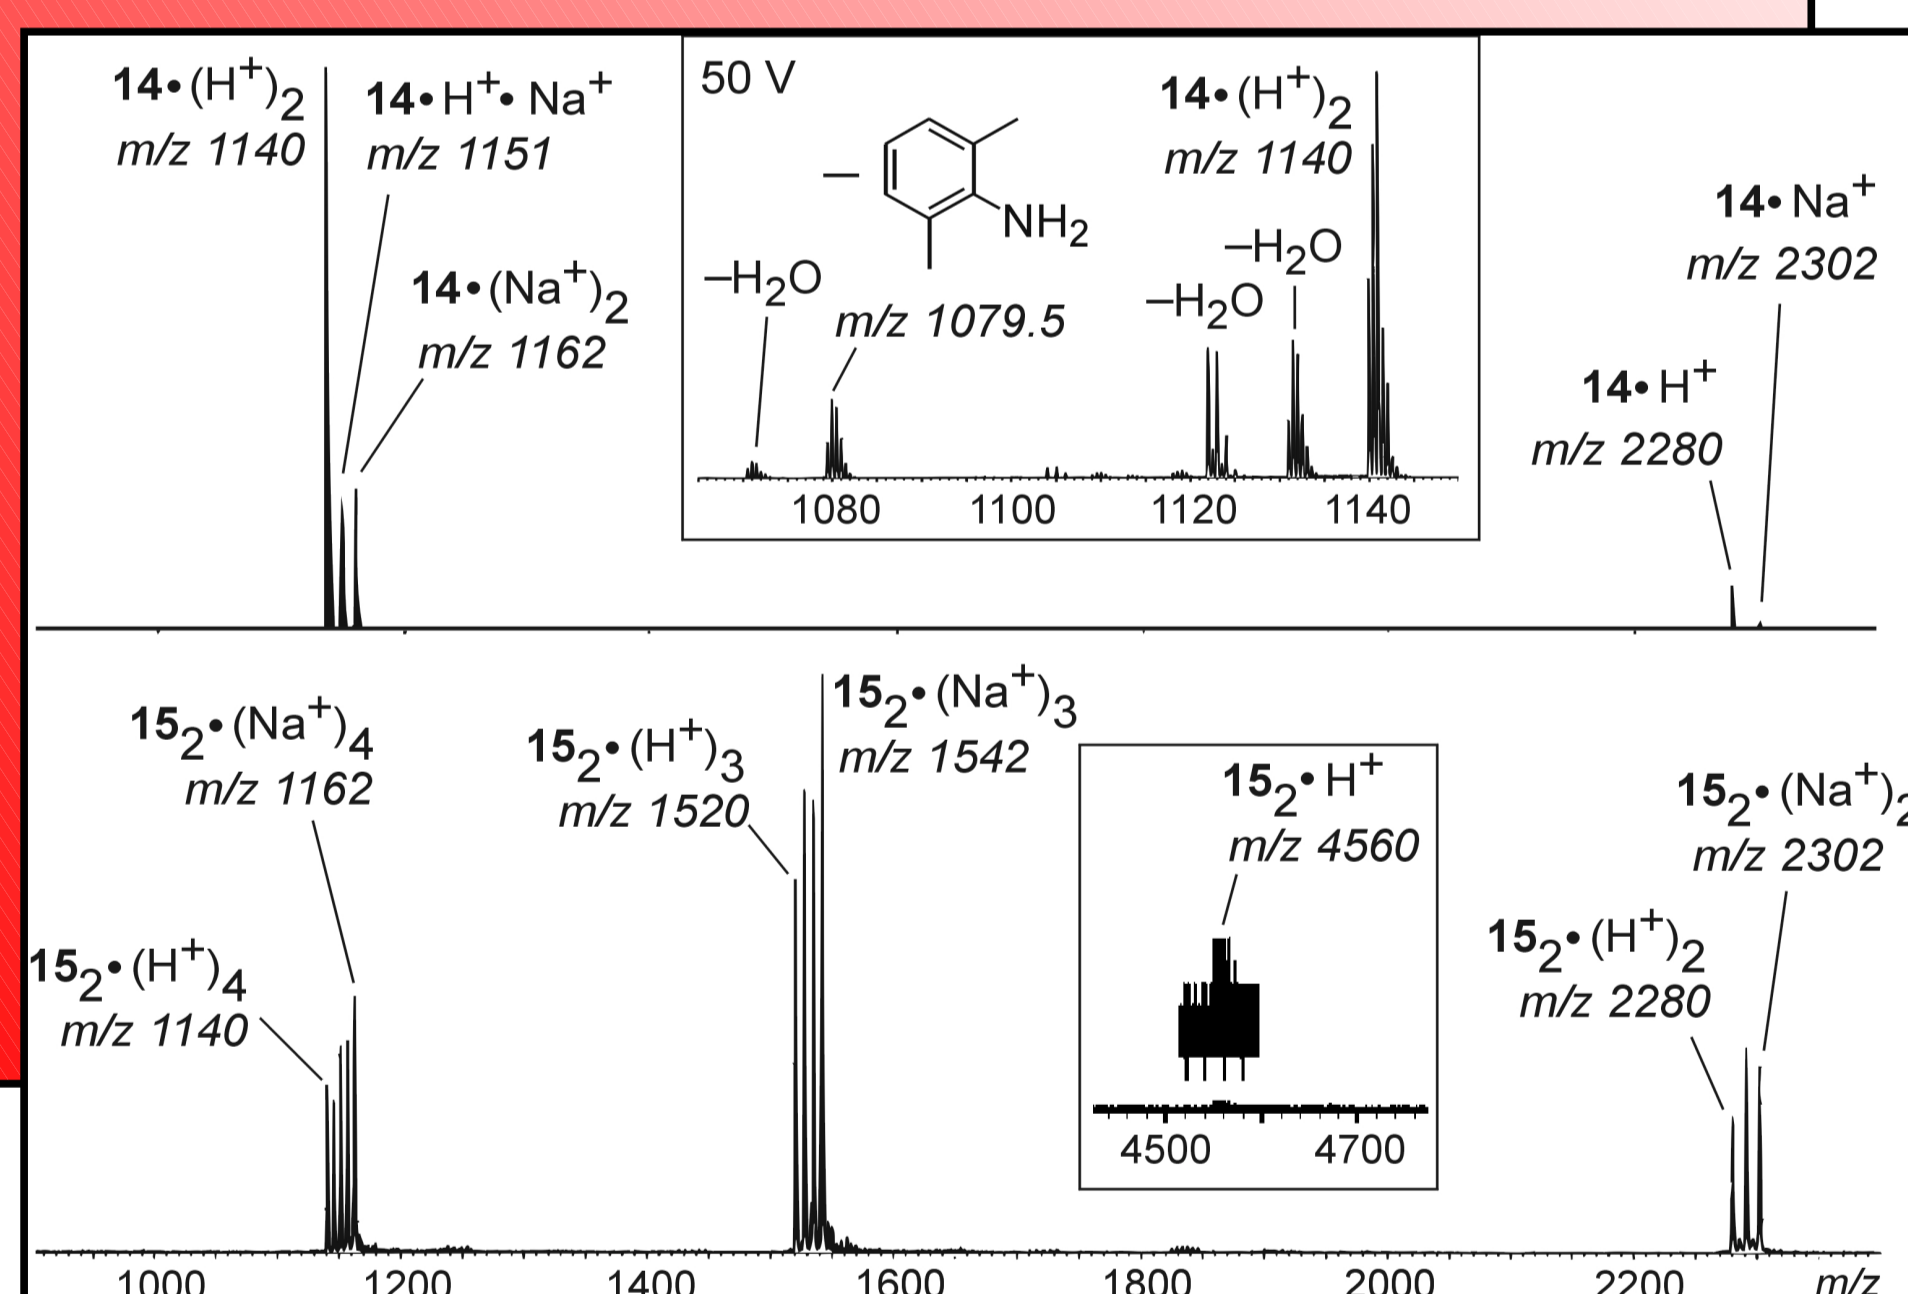 14•(H⁺)₂
m/z 1140
14•H⁺•Na⁺
m/z 1151
14•(Na⁺)₂
m/z 1162
50 V
–
NH₂
–H₂O
m/z 1079.5
14•(H⁺)₂
m/z 1140
–H₂O
–H₂O
1080 1100 1120 1140
14•Na⁺
m/z 2302
14•H⁺
m/z 2280
15₂•(Na⁺)₄
m/z 1162
15₂•(H⁺)₄
m/z 1140
15₂•(H⁺)₃
m/z 1520
15₂•(Na⁺)₃
m/z 1542
15₂•H⁺
m/z 4560
4500 4700
15₂•(Na⁺)₂
m/z 2302
15₂•(H⁺)₂
m/z 2280
1000 1200 1400 1600 1800 2000 2200 m/z